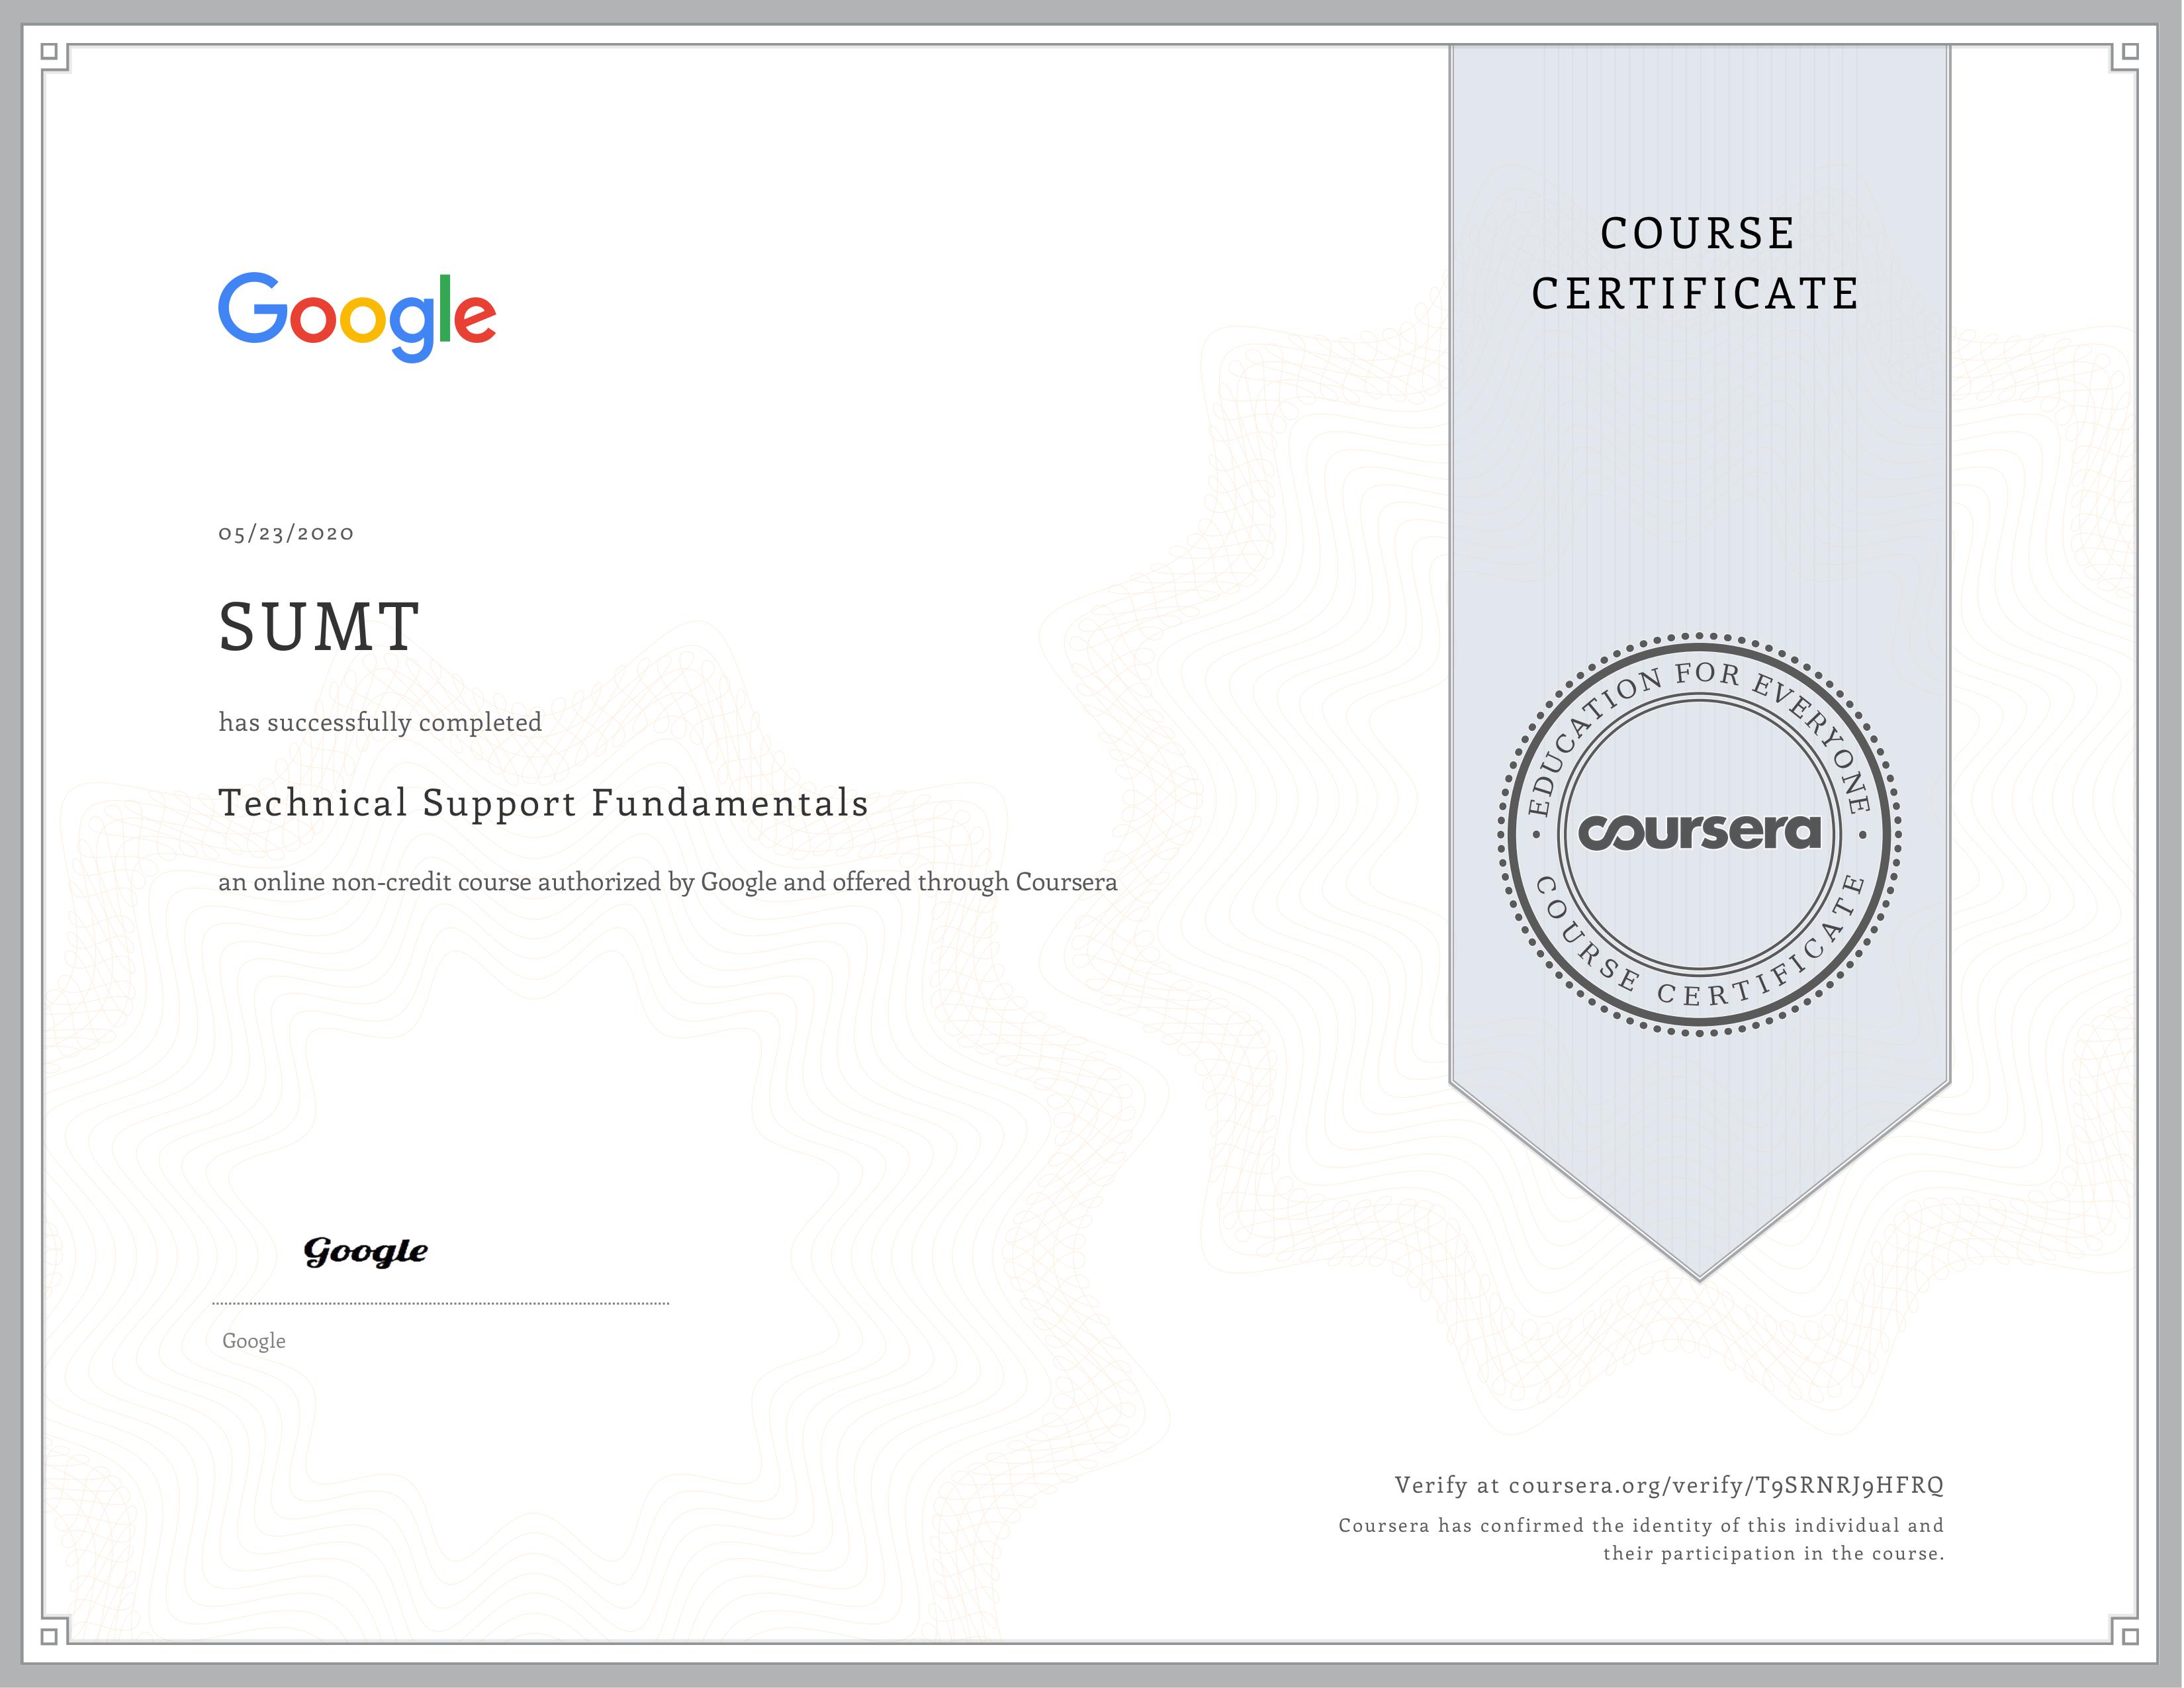 Google
05/23/2020
SUMT
has successfully completed
Technical Support Fundamentals
an online non-credit course authorized by Google and offered through Coursera
Google
Google
COURSE
CERTIFICATE
EDUCATION FOR EVERYONE
coursera
COURSE CERTIFICATE
Verify at coursera.org/verify/T9SRNRJ9HFRQ
Coursera has confirmed the identity of this individual and
their participation in the course.